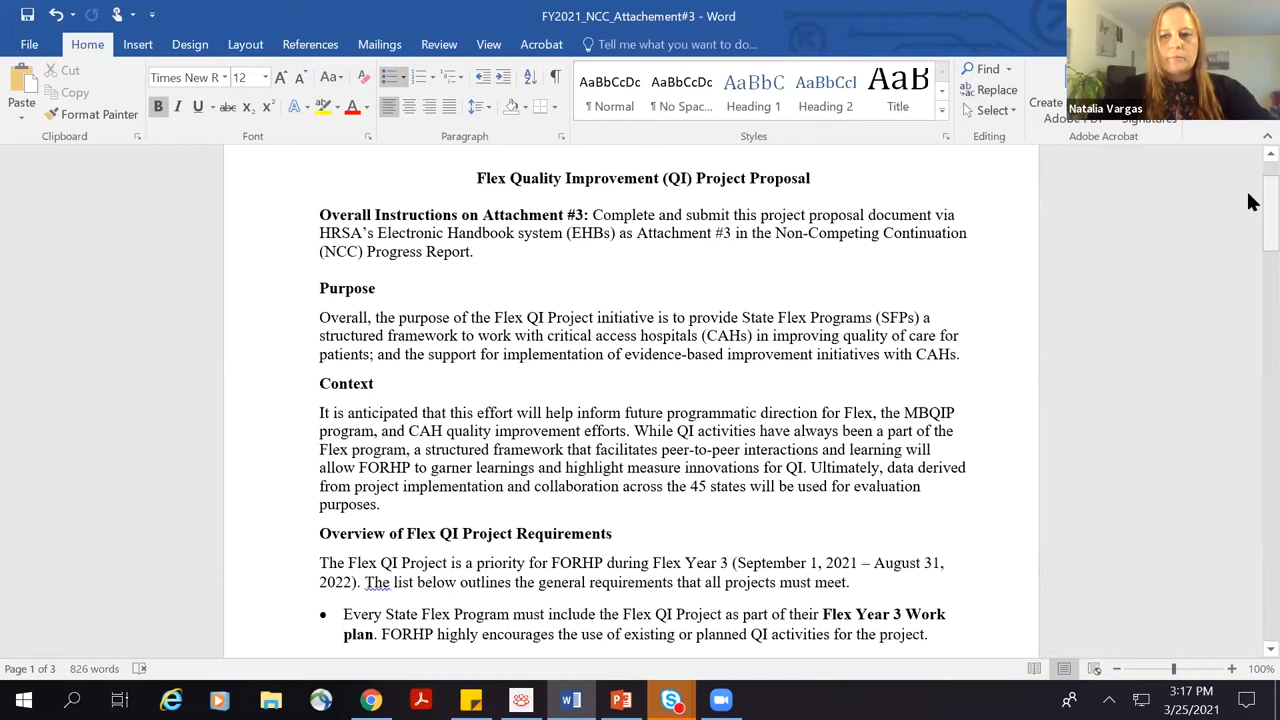 FY2021_NCC_Attachement#3 - Word
File Home Insert Design Layout References Mailings Review View Acrobat Tell me what you want to do...
Paste
Cut
Copy
Format Painter
Clipboard
Times New R 12
Font
Paragraph
AaBbCcDc AaBbCcDc AaBbC AaBbCcI AaB
¶ Normal ¶ No Spac... Heading 1 Heading 2 Title
Styles
Find
Replace
Select
Editing
Create
Adobe Acrobat
Natalia Vargas
Flex Quality Improvement (QI) Project Proposal
Overall Instructions on Attachment #3: Complete and submit this project proposal document via
HRSA's Electronic Handbook system (EHBs) as Attachment #3 in the Non-Competing Continuation
(NCC) Progress Report.
Purpose
Overall, the purpose of the Flex QI Project initiative is to provide State Flex Programs (SFPs) a
structured framework to work with critical access hospitals (CAHs) in improving quality of care for
patients; and the support for implementation of evidence-based improvement initiatives with CAHs.
Context
It is anticipated that this effort will help inform future programmatic direction for Flex, the MBQIP
program, and CAH quality improvement efforts. While QI activities have always been a part of the
Flex program, a structured framework that facilitates peer-to-peer interactions and learning will
allow FORHP to garner learnings and highlight measure innovations for QI. Ultimately, data derived
from project implementation and collaboration across the 45 states will be used for evaluation
purposes.
Overview of Flex QI Project Requirements
The Flex QI Project is a priority for FORHP during Flex Year 3 (September 1, 2021 – August 31,
2022). The list below outlines the general requirements that all projects must meet.
• Every State Flex Program must include the Flex QI Project as part of their Flex Year 3 Work
plan. FORHP highly encourages the use of existing or planned QI activities for the project.
Page 1 of 3 826 words 100%
3:17 PM
3/25/2021